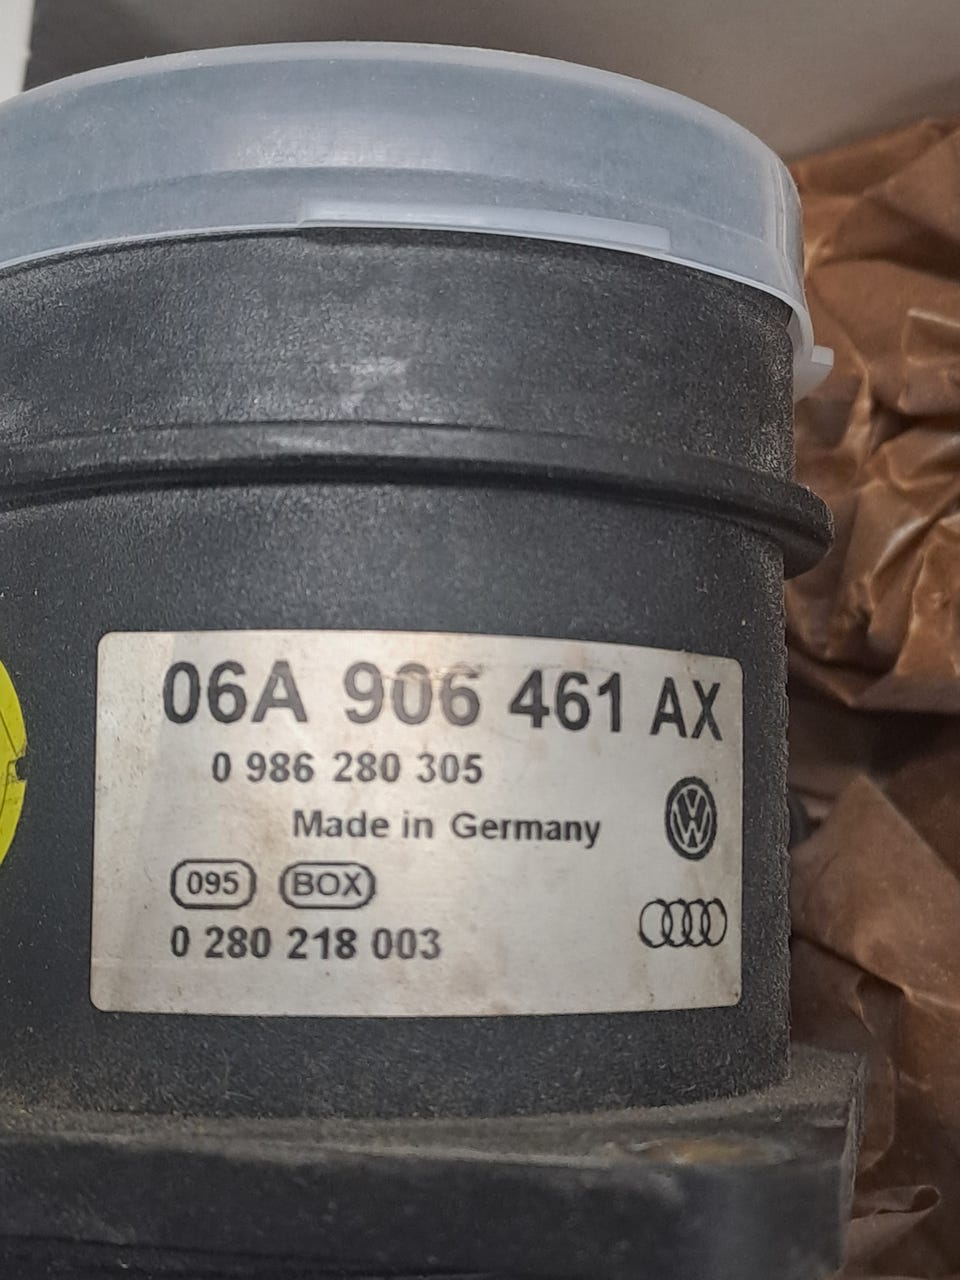 06A 906 461 AX
0 986 280 305
Made in Germany
095 BOX
0 280 218 003